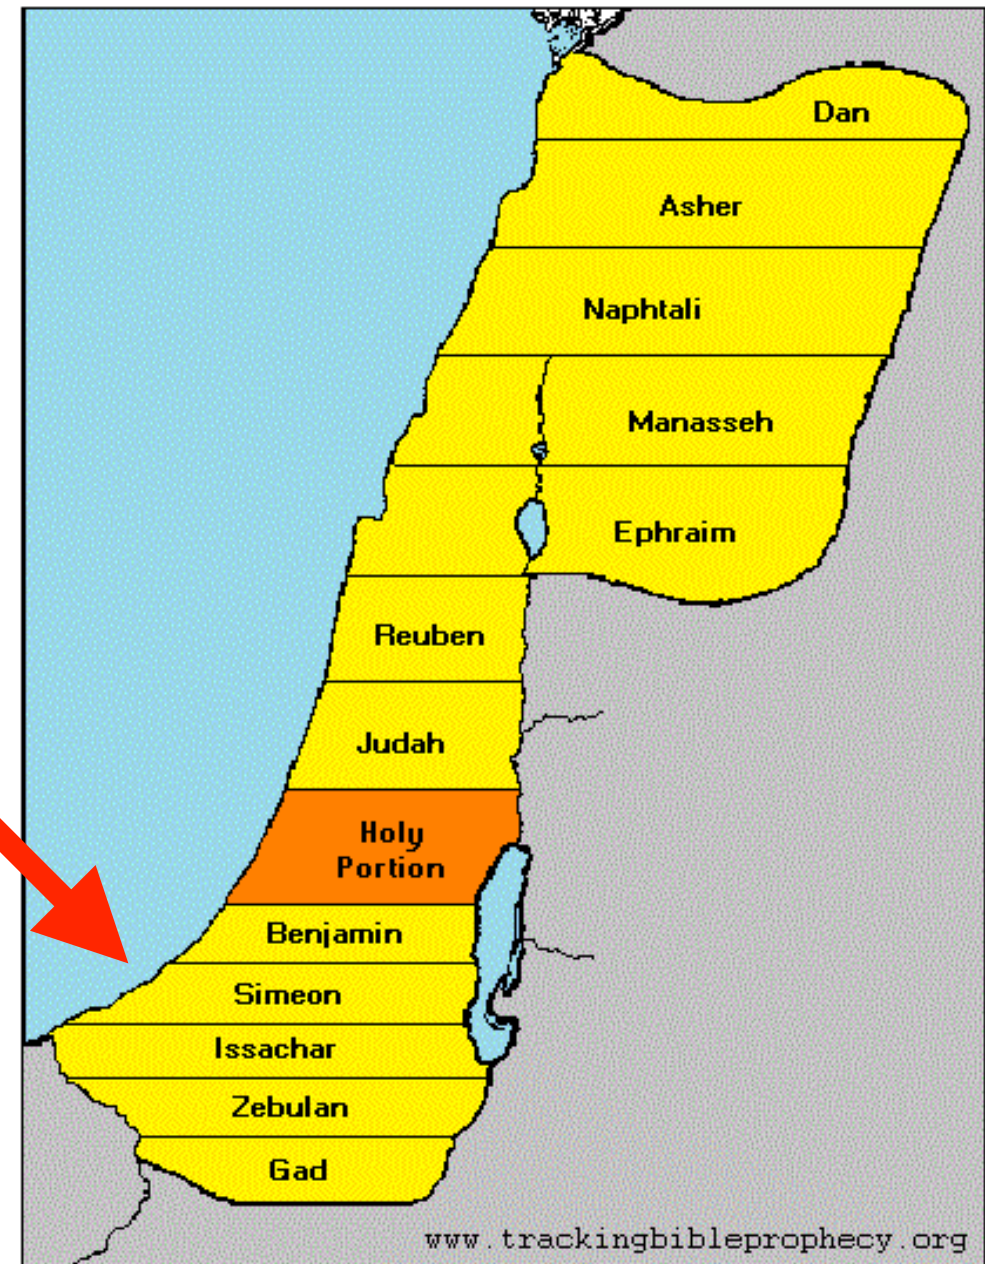 Dan
Asher
Naphtali
Manasseh
Ephraim
Reuben
Judah
Holy
Portion
Benjamin
Simeon
Issachar
Zebulan
Gad
www.trackingbibleprophecy.org